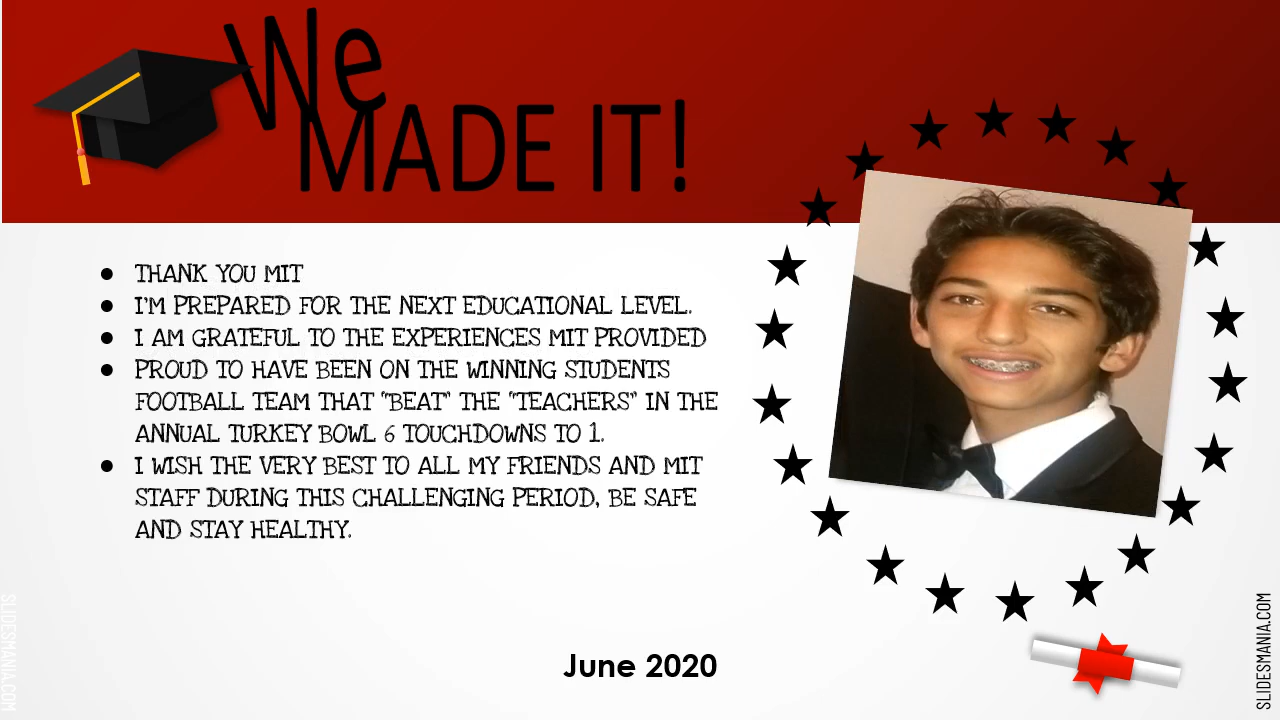 We
MADE IT!
THANK YOU MIT
I'M PREPARED FOR THE NEXT EDUCATIONAL LEVEL.
I AM GRATEFUL TO THE EXPERIENCES MIT PROVIDED
PROUD TO HAVE BEEN ON THE WINNING STUDENTS
FOOTBALL TEAM THAT "BEAT" THE "TEACHERS" IN THE
ANNUAL TURKEY BOWL 6 TOUCHDOWNS TO 1.
I WISH THE VERY BEST TO ALL MY FRIENDS AND MIT
STAFF DURING THIS CHALLENGING PERIOD, BE SAFE
AND STAY HEALTHY.
June 2020
SLIDESMANIA.COM
SLIDESMANIA.COM